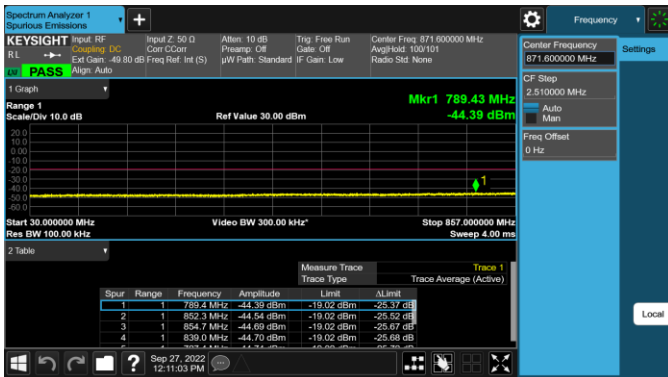 Spectrum Analyzer 1
Spurious Emissions
+
Frequency
KEYSIGHT Input: RF Input Z: 50 Ω Atten: 10 dB Trig: Free Run Center Freq: 871.600000 MHz
RL Coupling: DC Corr CCorr Preamp: Off Gate: Off Avg|Hold: 100/101
Ext Gain: -49.80 dB Freq Ref: Int (S) µW Path: Standard IF Gain: Low Radio Std: None
LXI PASS Align: Auto
Center Frequency
871.600000 MHz
Settings
CF Step
2.510000 MHz
Auto
Man
Freq Offset
0 Hz
1 Graph
Range 1 Mkr1 789.43 MHz
Scale/Div 10.0 dB Ref Value 30.00 dBm -44.39 dBm
20.0
10.0
0.00
-10.0
-20.0
-30.0
-40.0
-50.0
-60.0
1
Start 30.000000 MHz Video BW 300.00 kHz* Stop 857.000000 MHz
Res BW 100.00 kHz Sweep 4.00 ms
2 Table
Measure Trace Trace 1
Trace Type Trace Average (Active)
Spur Range Frequency Amplitude Limit ΔLimit
1 1 789.4 MHz -44.39 dBm -19.02 dBm -25.37 dB
2 1 852.3 MHz -44.54 dBm -19.02 dBm -25.52 dB
3 1 854.7 MHz -44.69 dBm -19.02 dBm -25.67 dB
4 1 839.0 MHz -44.70 dBm -19.02 dBm -25.68 dB
Local
?
Sep 27, 2022
12:11:03 PM